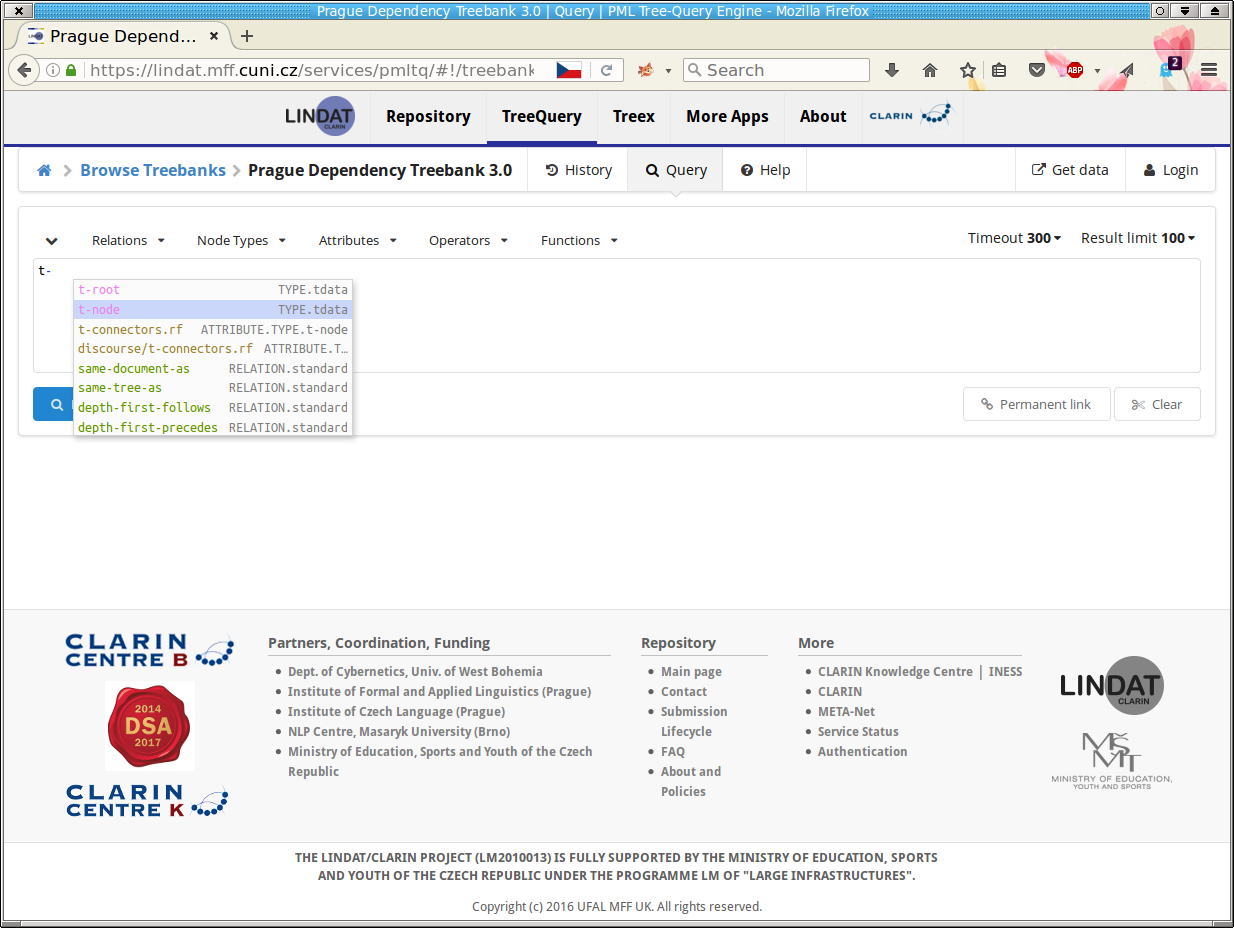 Prague Dependency Treebank 3.0 | Query | PML Tree-Query Engine - Mozilla Firefox
Prague Depend...
https://lindat.mff.cuni.cz/services/pmltq/#!/treebank
Search
ABP
2
LINDAT
CLARIN
Repository
TreeQuery
Treex
More Apps
About
CLARIN
Browse Treebanks
Prague Dependency Treebank 3.0
History
Query
Help
Get data
Login
Relations
Node Types
Attributes
Operators
Functions
Timeout 300
Result limit 100
t-
t-root TYPE.tdata
t-node TYPE.tdata
t-connectors.rf ATTRIBUTE.TYPE.t-node
discourse/t-connectors.rf ATTRIBUTE.T…
same-document-as RELATION.standard
same-tree-as RELATION.standard
depth-first-follows RELATION.standard
depth-first-precedes RELATION.standard
Permanent link
Clear
CLARIN
CENTRE B
2014
DSA
2017
CLARIN
CENTRE K
Partners, Coordination, Funding
Dept. of Cybernetics, Univ. of West Bohemia
Institute of Formal and Applied Linguistics (Prague)
Institute of Czech Language (Prague)
NLP Centre, Masaryk University (Brno)
Ministry of Education, Sports and Youth of the Czech
Republic
Repository
Main page
Contact
Submission
Lifecycle
FAQ
About and
Policies
More
CLARIN Knowledge Centre | INESS
CLARIN
META-Net
Service Status
Authentication
LINDAT
CLARIN
MŠMT
MINISTRY OF EDUCATION,
YOUTH AND SPORTS
THE LINDAT/CLARIN PROJECT (LM2010013) IS FULLY SUPPORTED BY THE MINISTRY OF EDUCATION, SPORTS
AND YOUTH OF THE CZECH REPUBLIC UNDER THE PROGRAMME LM OF "LARGE INFRASTRUCTURES".
Copyright (c) 2016 UFAL MFF UK. All rights reserved.